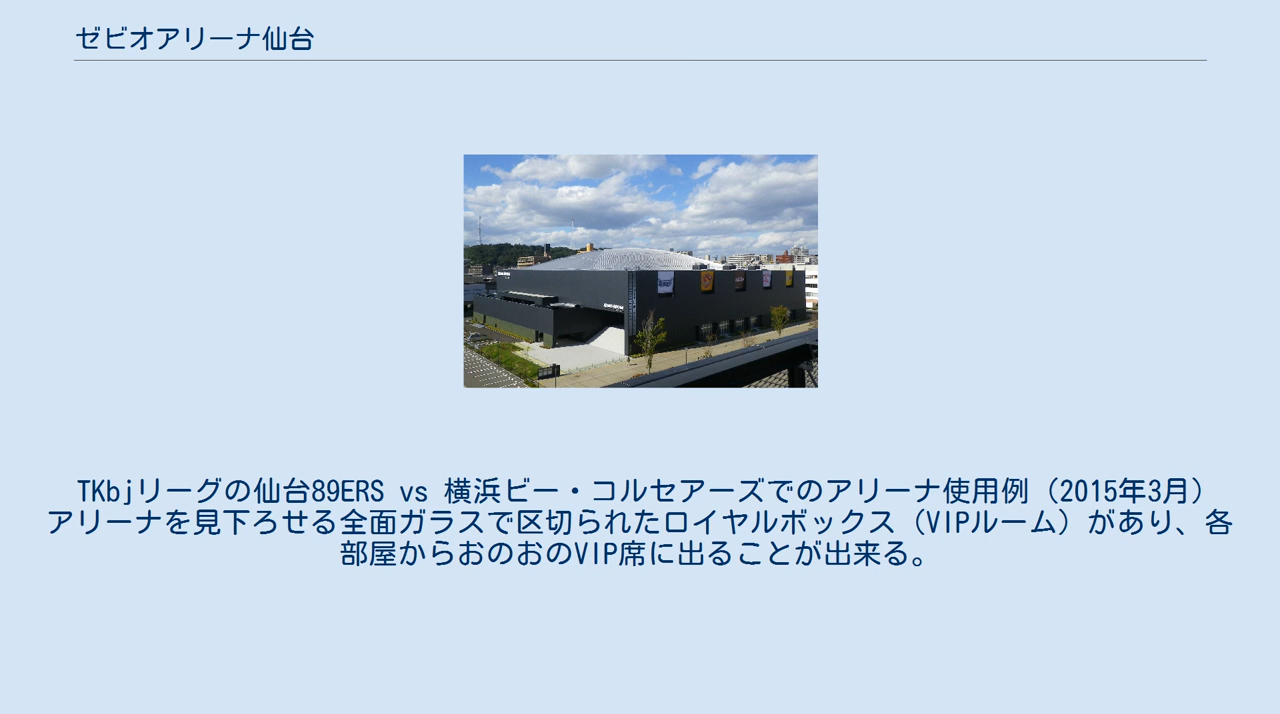 ゼビオアリーナ仙台
TKbjリーグの仙台89ERS vs 横浜ビー・コルセアーズでのアリーナ使用例（2015年3月）
アリーナを見下ろせる全面ガラスで区切られたロイヤルボックス（VIPルーム）があり、各
部屋からおのおのVIP席に出ることが出来る。